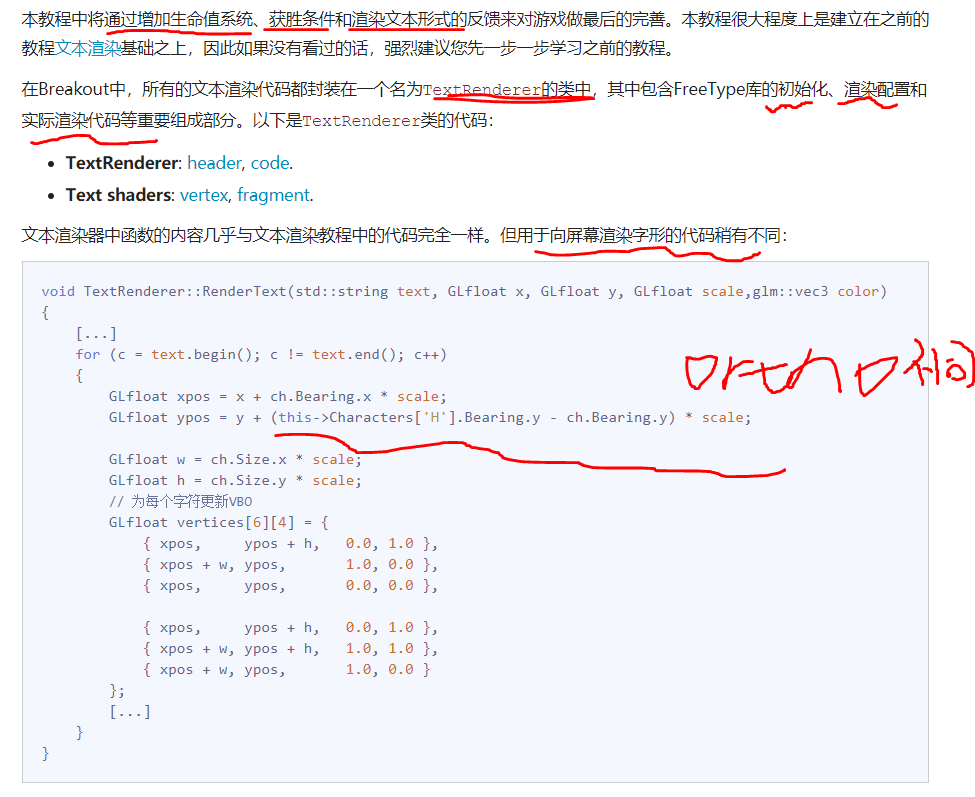 本教程中将通过增加生命值系统、获胜条件和渲染文本形式的反馈来对游戏做最后的完善。本教程很大程度上是建立在之前的
教程文本渲染基础之上，因此如果没有看过的话，强烈建议您先一步一步学习之前的教程。
在Breakout中，所有的文本渲染代码都封装在一个名为TextRenderer的类中，其中包含FreeType库的初始化、渲染配置和
实际渲染代码等重要组成部分。以下是TextRenderer类的代码：
• TextRenderer: header, code.
• Text shaders: vertex, fragment.
文本渲染器中函数的内容几乎与文本渲染教程中的代码完全一样。但用于向屏幕渲染字形的代码稍有不同：
void TextRenderer::RenderText(std::string text, GLfloat x, GLfloat y, GLfloat scale,glm::vec3 color)
{
[...]
for (c = text.begin(); c != text.end(); c++)
{
GLfloat xpos = x + ch.Bearing.x * scale;
GLfloat ypos = y + (this->Characters['H'].Bearing.y - ch.Bearing.y) * scale;
GLfloat w = ch.Size.x * scale;
GLfloat h = ch.Size.y * scale;
// 为每个字符更新VBO
GLfloat vertices[6][4] = {
{ xpos, ypos + h, 0.0, 1.0 },
{ xpos + w, ypos, 1.0, 0.0 },
{ xpos, ypos, 0.0, 0.0 },
{ xpos, ypos + h, 0.0, 1.0 },
{ xpos + w, ypos + h, 1.0, 1.0 },
{ xpos + w, ypos, 1.0, 0.0 }
};
[...]
}
}
orth